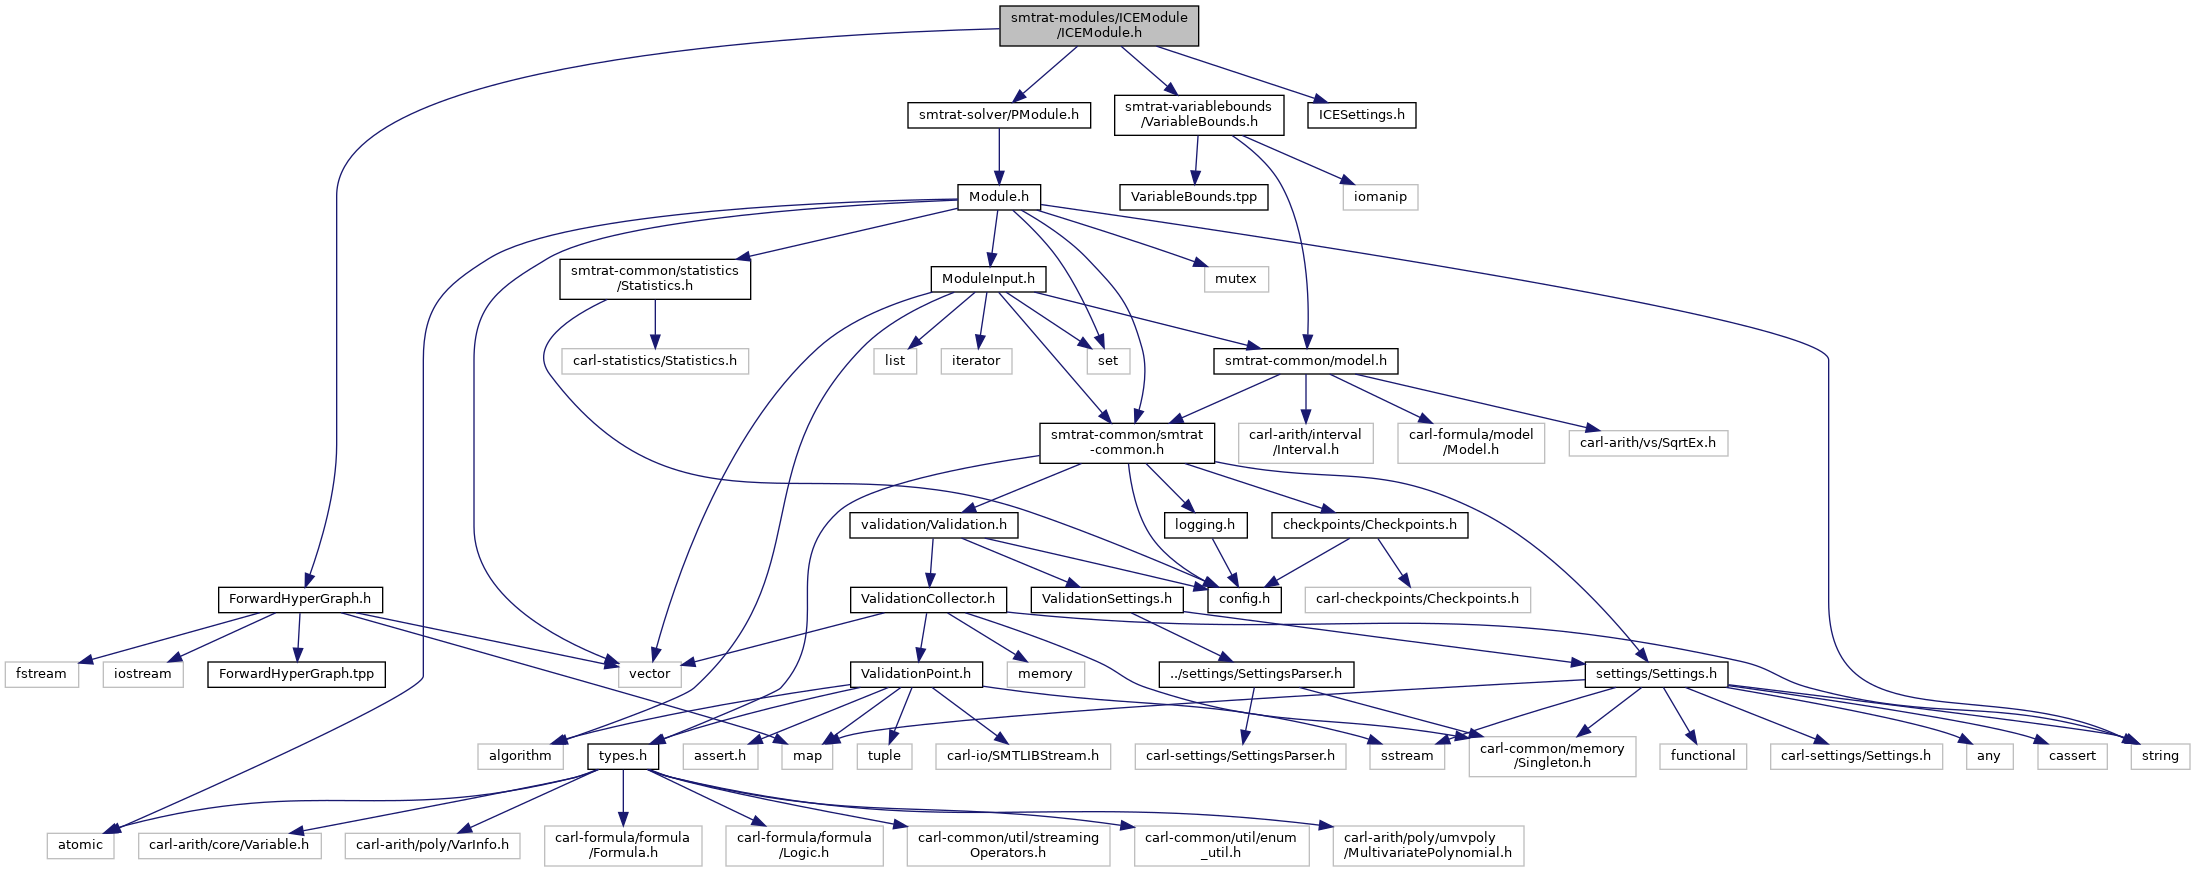 smtrat-modules/ICEModule
/ICEModule.h
smtrat-solver/PModule.h
smtrat-variablebounds
/VariableBounds.h
ICESettings.h
Module.h
VariableBounds.tpp
iomanip
smtrat-common/statistics
/Statistics.h
ModuleInput.h
mutex
carl-statistics/Statistics.h
list
iterator
set
smtrat-common/model.h
smtrat-common/smtrat
-common.h
carl-arith/interval
/Interval.h
carl-formula/model
/Model.h
carl-arith/vs/SqrtEx.h
validation/Validation.h
logging.h
checkpoints/Checkpoints.h
ForwardHyperGraph.h
ValidationCollector.h
ValidationSettings.h
config.h
carl-checkpoints/Checkpoints.h
fstream
iostream
ForwardHyperGraph.tpp
vector
ValidationPoint.h
memory
../settings/SettingsParser.h
settings/Settings.h
algorithm
types.h
assert.h
map
tuple
carl-io/SMTLIBStream.h
carl-settings/SettingsParser.h
sstream
carl-common/memory
/Singleton.h
functional
carl-settings/Settings.h
any
cassert
string
atomic
carl-arith/core/Variable.h
carl-arith/poly/VarInfo.h
carl-formula/formula
/Formula.h
carl-formula/formula
/Logic.h
carl-common/util/streaming
Operators.h
carl-common/util/enum
_util.h
carl-arith/poly/umvpoly
/MultivariatePolynomial.h